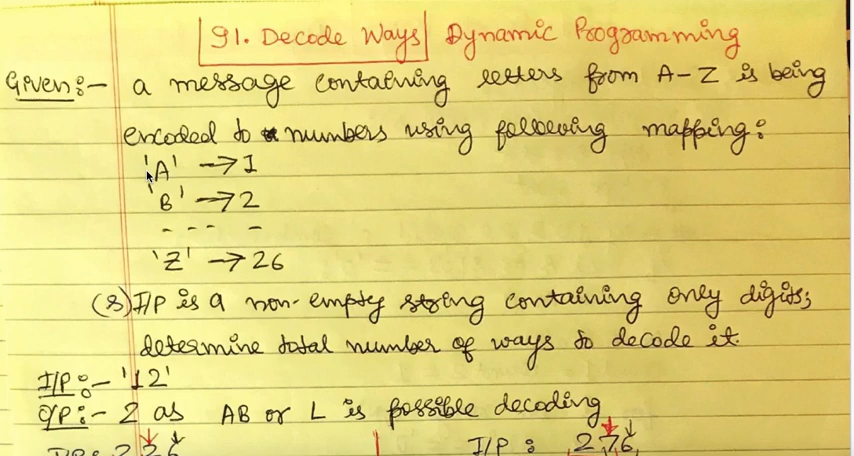 91. Decode Ways Dynamic Programming
Given:- a message containing letters from A-Z is being
encoded to numbers using following mapping:
'A' → 1
'B' → 2
- - - - -
'Z' → 26
(s) I/P is a non-empty string containing only digits;
determine total number of ways to decode it.
I/P:- '12'
O/P:- 2 as AB or L is possible decoding
I/P: 226 I/P : 276